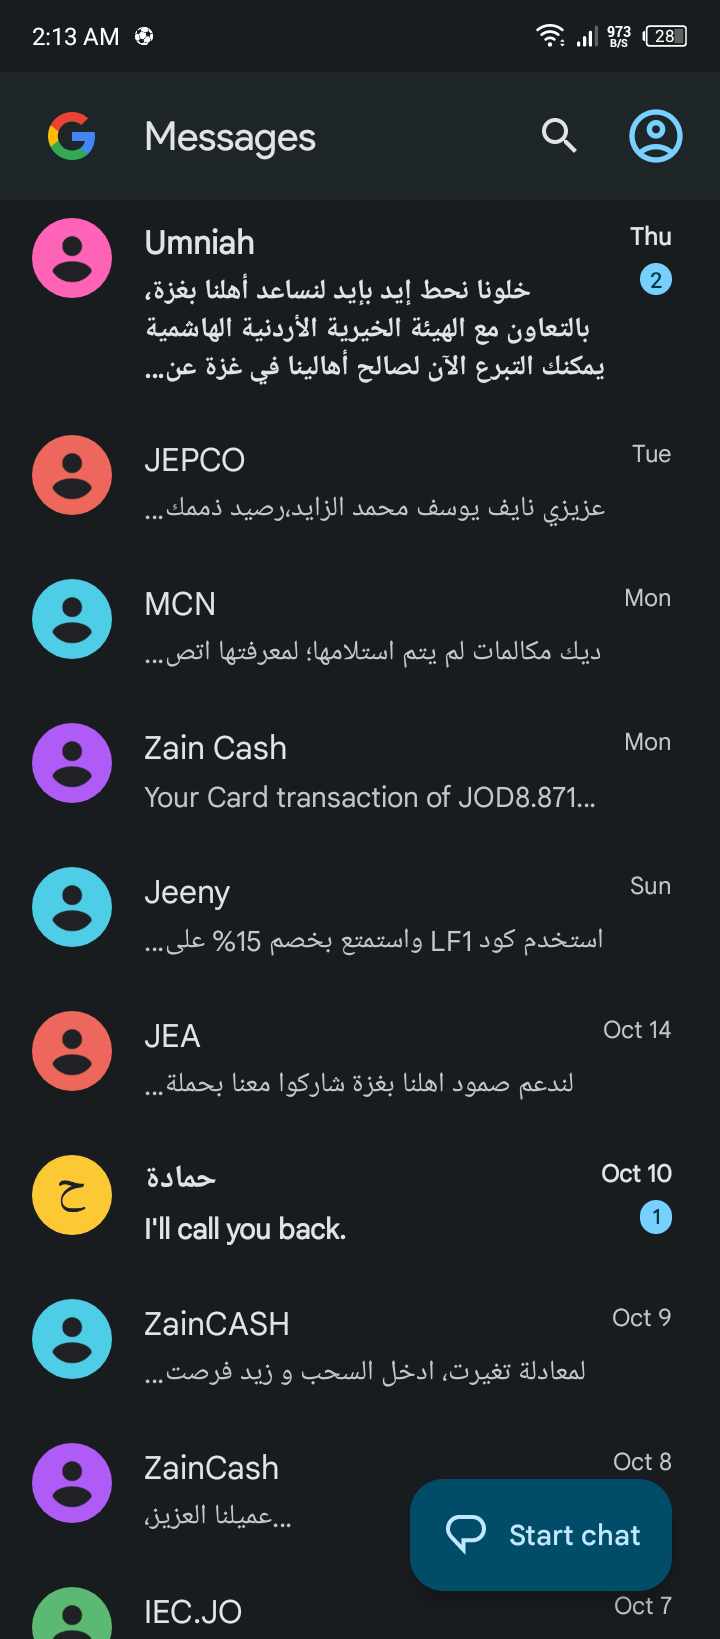 2:13 AM
973
B/S
28
Messages
Umniah
Thu
خلونا نحط إيد بإيد لنساعد أهلنا بغزة،
2
بالتعاون مع الهيئة الخيرية الأردنية الهاشمية
يمكنك التبرع الآن لصالح أهالينا في غزة عن...
JEPCO
Tue
عزيزي نايف يوسف محمد الزايد،رصيد ذممك...
MCN
Mon
ديك مكالمات لم يتم استلامها؛ لمعرفتها اتص...
Zain Cash
Mon
Your Card transaction of JOD8.871...
Jeeny
Sun
استخدم كود LF1 واستمتع بخصم 15% على...
JEA
Oct 14
لندعم صمود اهلنا بغزة شاركوا معنا بحملة...
ح
حمادة
Oct 10
I'll call you back.
1
ZainCASH
Oct 9
لمعادلة تغيرت، ادخل السحب و زيد فرصت...
ZainCash
Oct 8
عميلنا العزيز،...
Start chat
IEC.JO
Oct 7